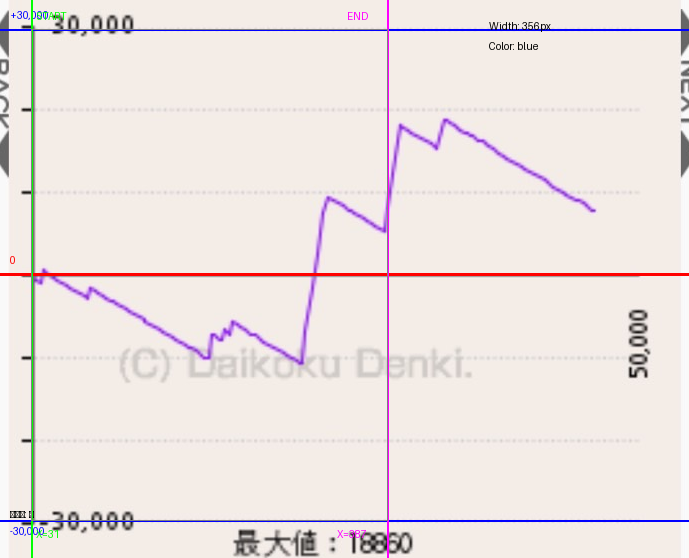 +30,000
START
30,000
END
Width: 356px
Color: blue
BACK
NEXT
0
50,000
(C) Daikoku Denki.
-30,000
-30,000
最大値：18860